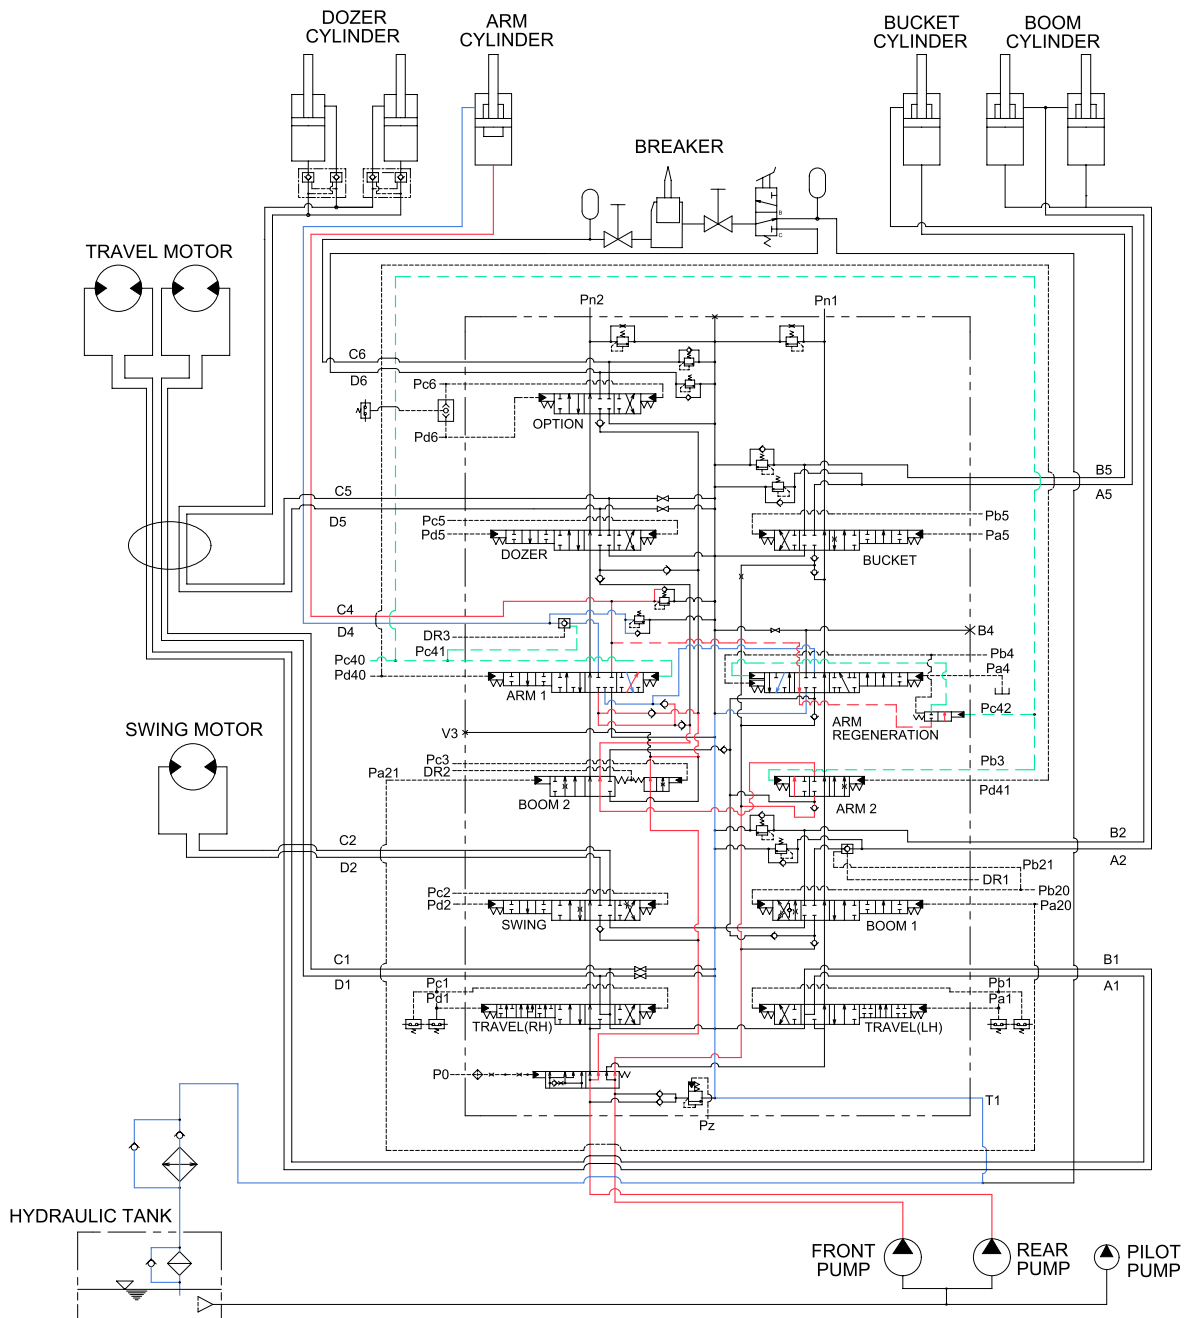 DOZER
CYLINDER
ARM
CYLINDER
BUCKET
CYLINDER
BOOM
CYLINDER
BREAKER
B
C
TRAVEL MOTOR
Pn2
Pn1
C6
D6
Pc6
OPTION
Pd6
B5
C5
A5
D5
Pc5
Pb5
Pd5
Pa5
DOZER
BUCKET
C4
D4
B4
DR3
Pc41
Pb4
Pc40
Pa4
Pd40
ARM 1
Pc42
ARM
REGENERATION
SWING MOTOR
V3
Pc3
Pb3
Pa21
DR2
Pd41
BOOM 2
ARM 2
B2
C2
A2
D2
Pb21
DR1
Pc2
Pb20
Pd2
Pa20
SWING
BOOM 1
C1
B1
D1
Pc1
Pb1
A1
Pd1
Pa1
TRAVEL(RH)
TRAVEL(LH)
P0
T1
Pz
HYDRAULIC TANK
FRONT
PUMP
REAR
PUMP
PILOT
PUMP